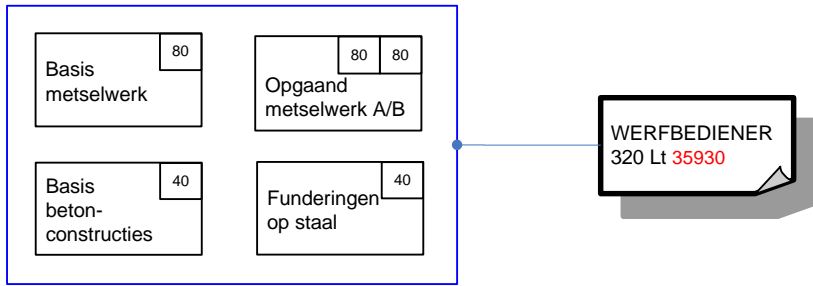 80
Basis
metselwerk
80 80
Opgaand
metselwerk A/B
WERFBEDIENER
320 Lt 35930
40
Basis
beton-
constructies
40
Funderingen
op staal